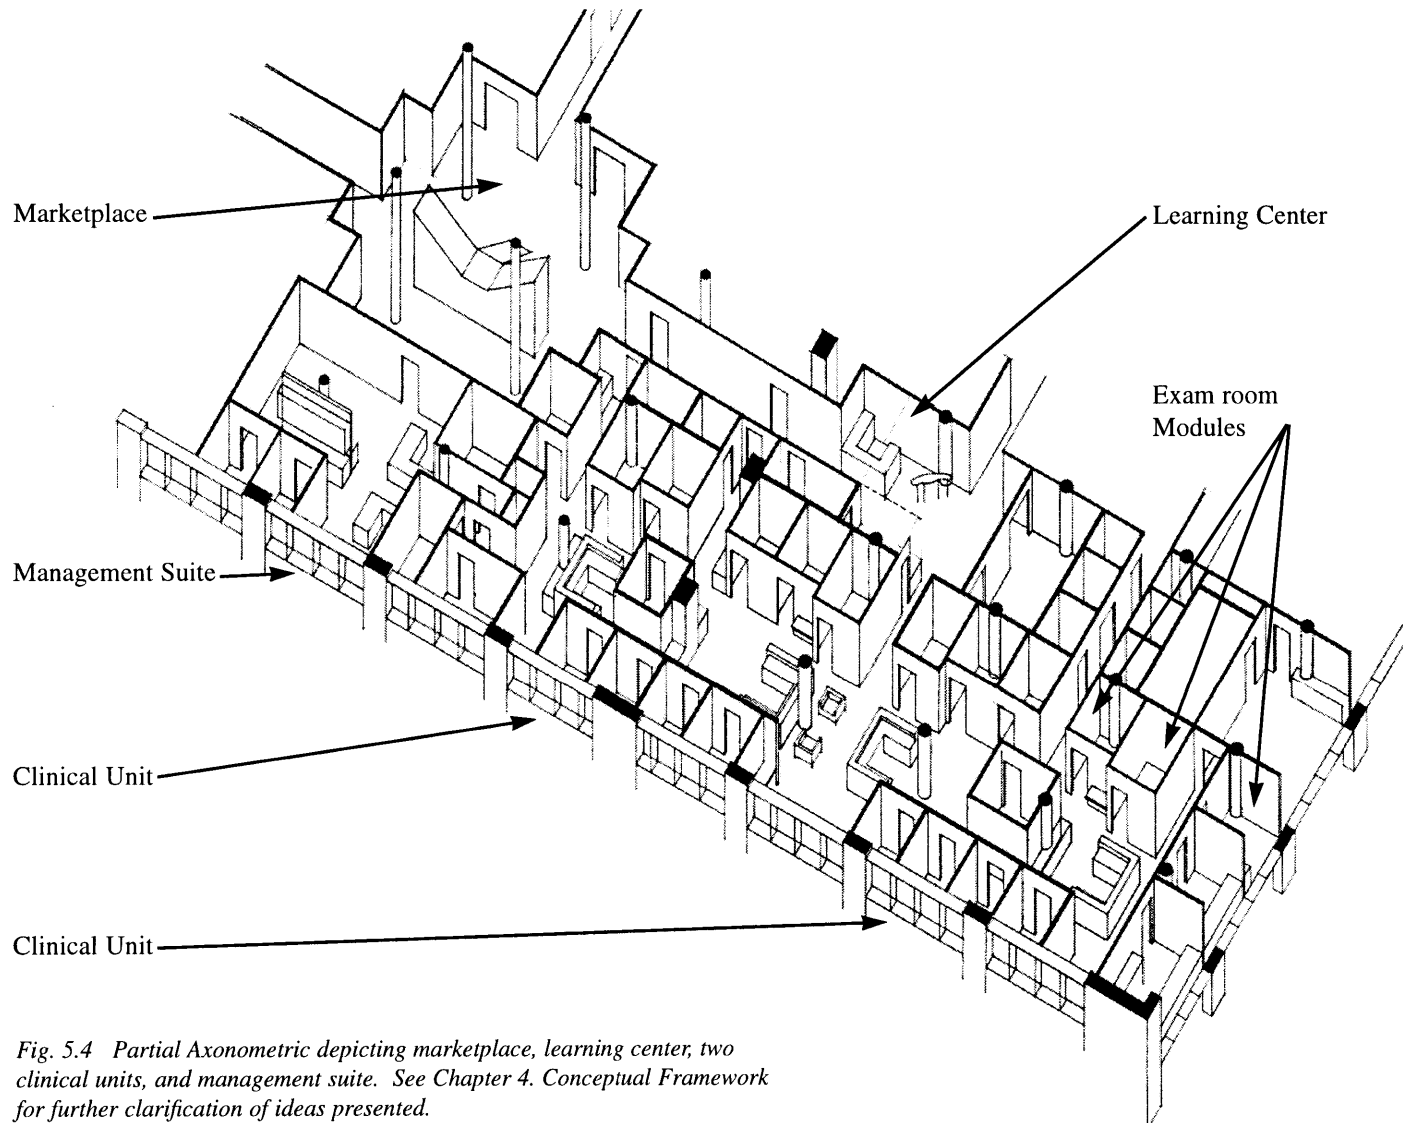 Marketplace
Learning Center
Exam room
Modules
Management Suite
Clinical Unit
Clinical Unit
Fig. 5.4 Partial Axonometric depicting marketplace, learning center, two
clinical units, and management suite. See Chapter 4. Conceptual Framework
for further clarification of ideas presented.